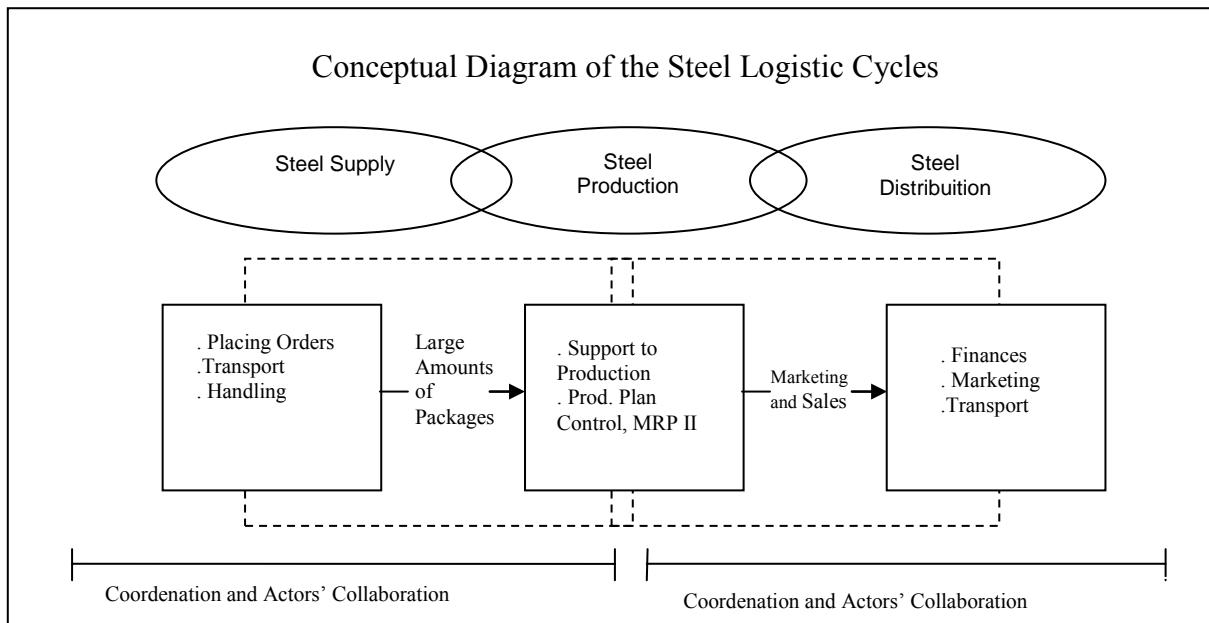 Conceptual Diagram of the Steel Logistic Cycles
Steel Supply
Steel
Production
Steel
Distribuition
. Placing Orders
.Transport
. Handling
Large
Amounts
of
Packages
. Support to
Production
. Prod. Plan
Control, MRP II
Marketing
and Sales
. Finances
. Marketing
.Transport
Coordenation and Actors’ Collaboration
Coordenation and Actors’ Collaboration